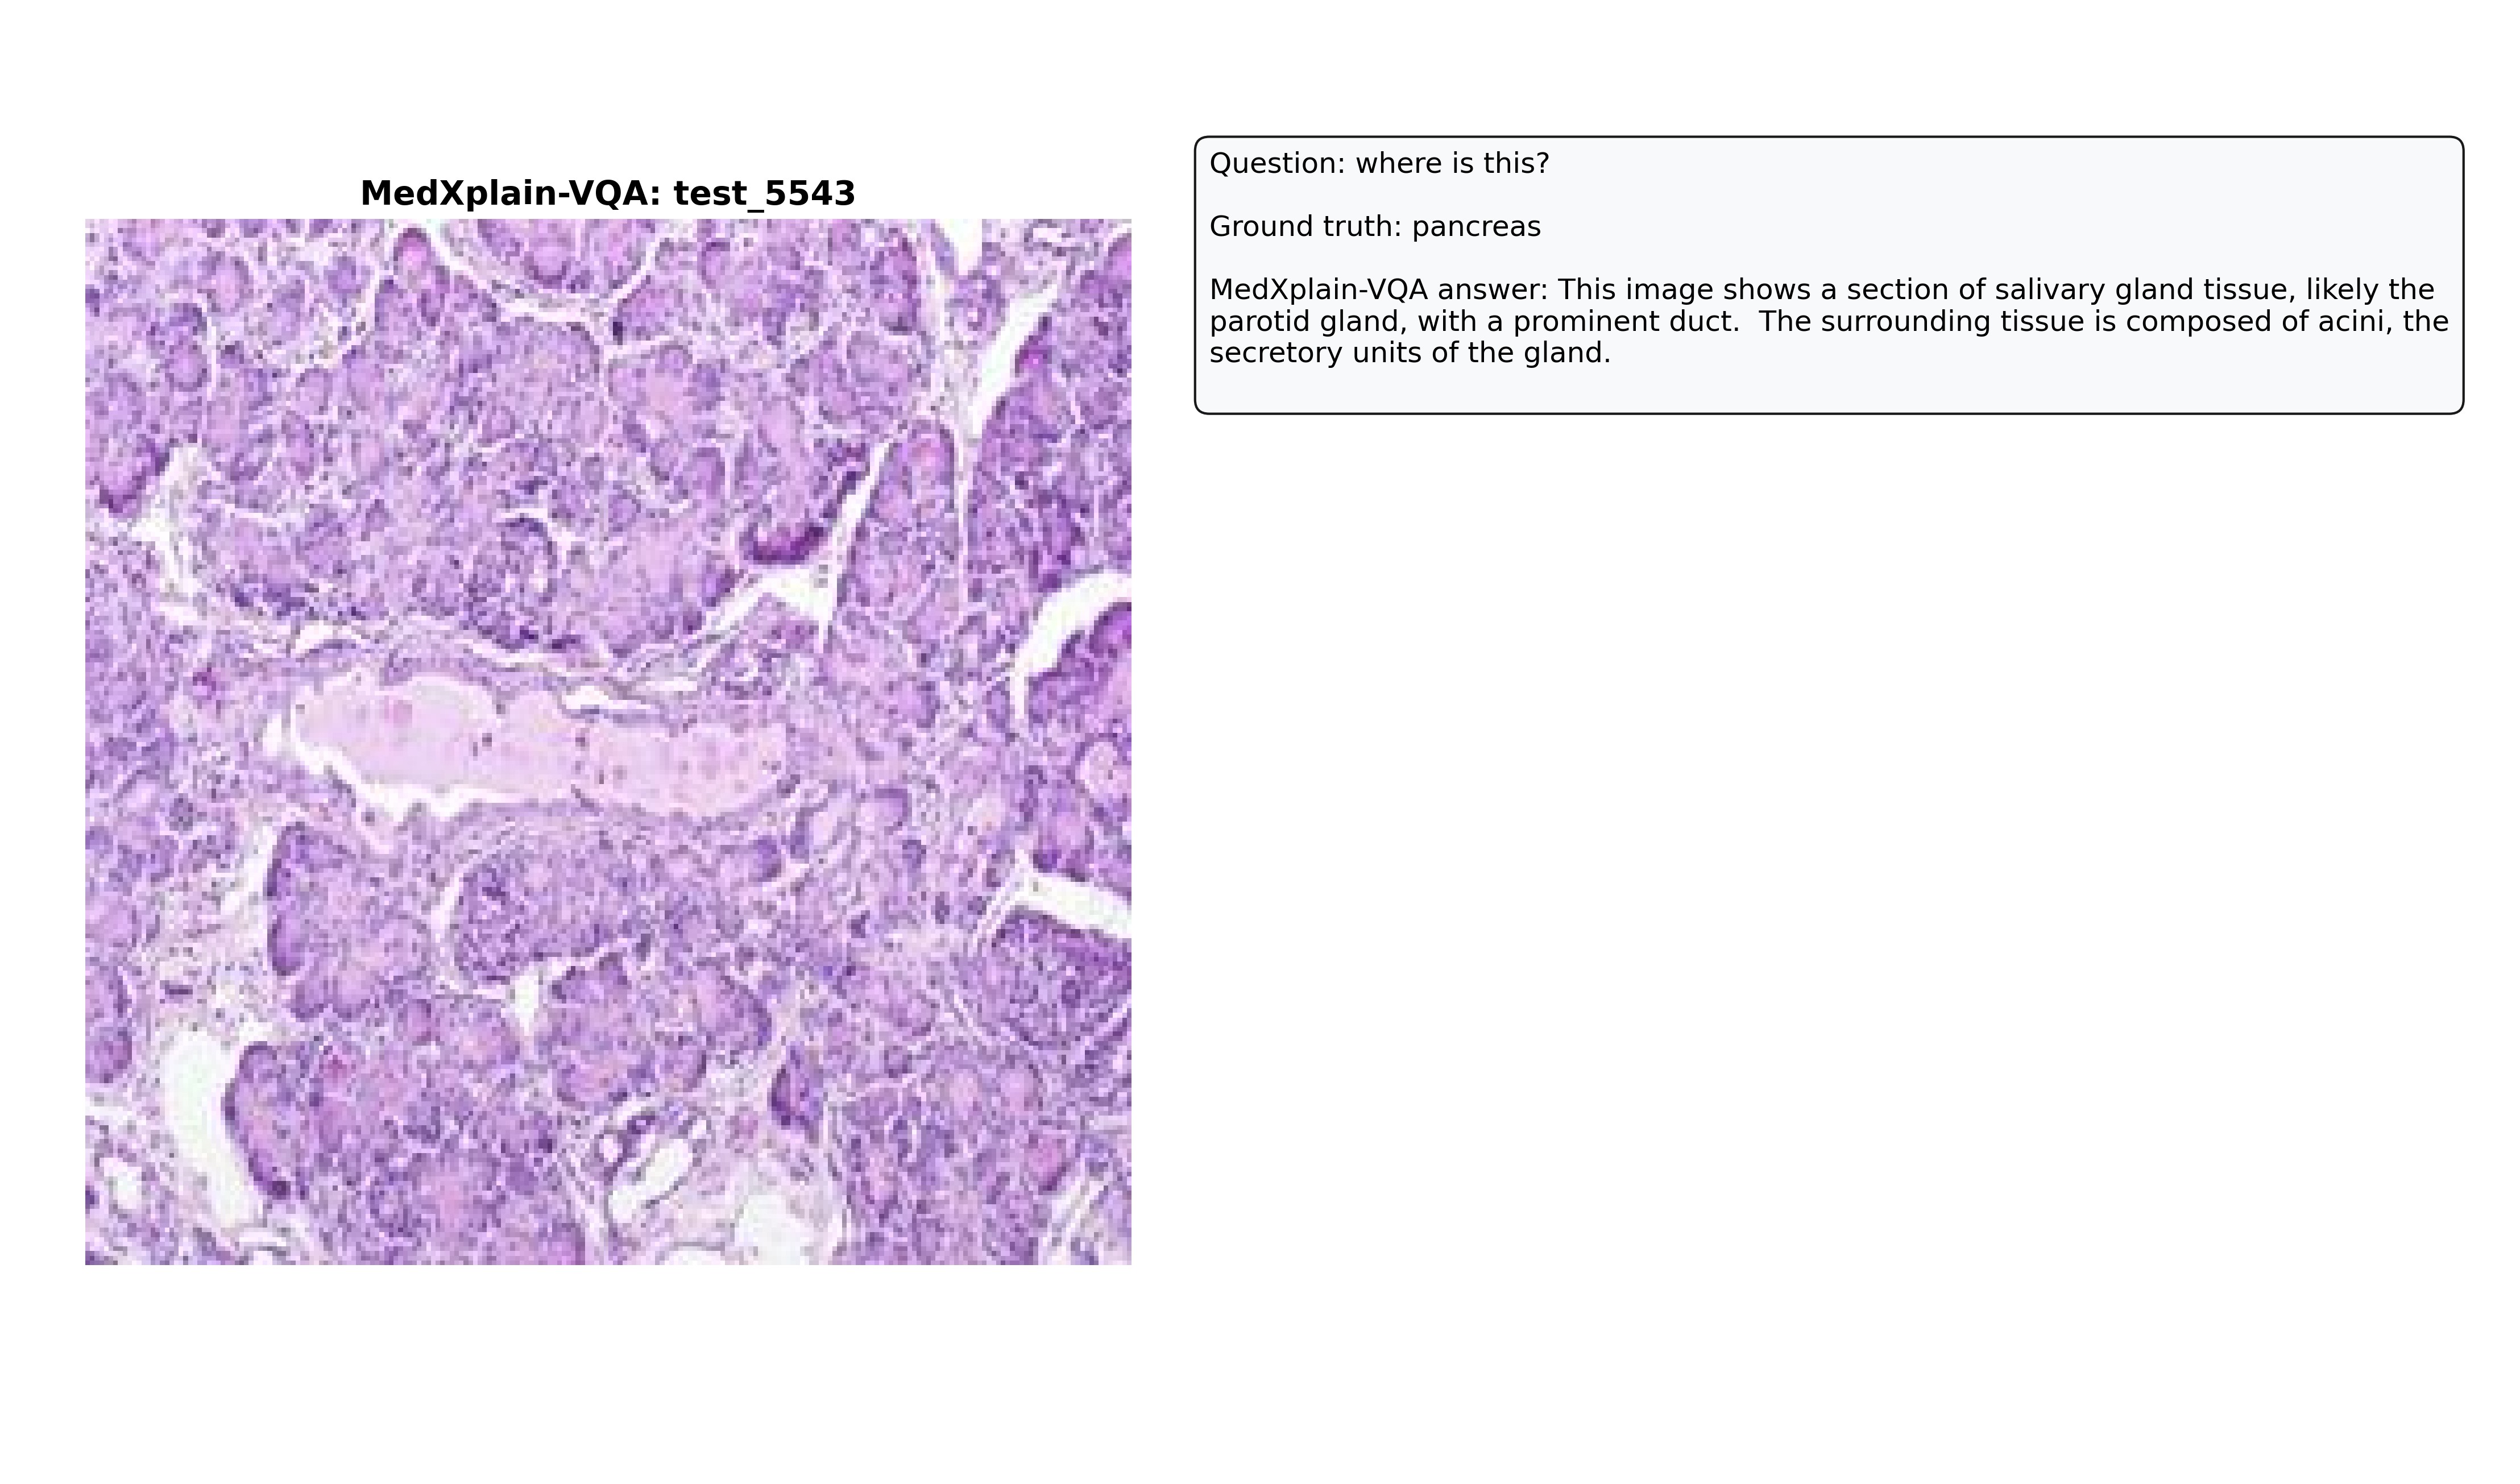 MedXplain-VQA: test_5543
Question: where is this?
Ground truth: pancreas
MedXplain-VQA answer: This image shows a section of salivary gland tissue, likely the
parotid gland, with a prominent duct.  The surrounding tissue is composed of acini, the
secretory units of the gland.